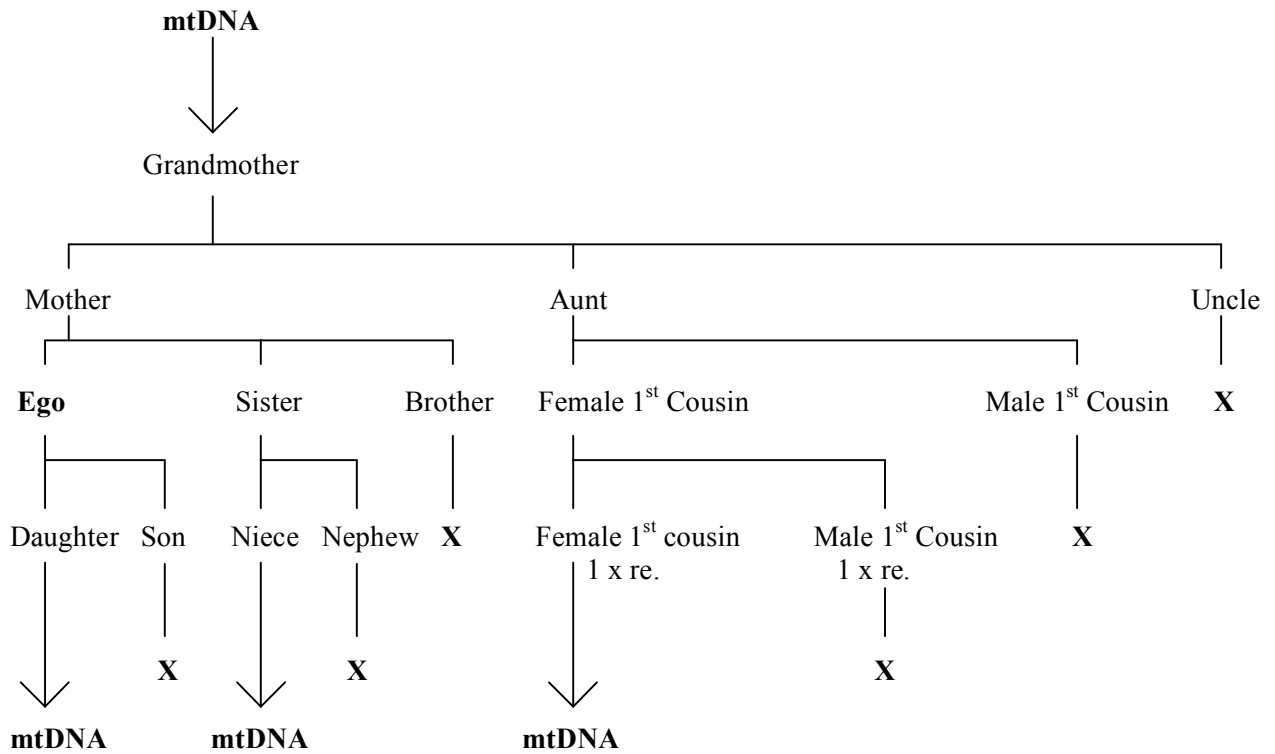 mtDNA
Grandmother
Mother Aunt Uncle
Ego Sister Brother Female 1st Cousin Male 1st Cousin X
Daughter Son Niece Nephew X Female 1st cousin Male 1st Cousin X
1 x re. 1 x re.
X X X
mtDNA mtDNA mtDNA